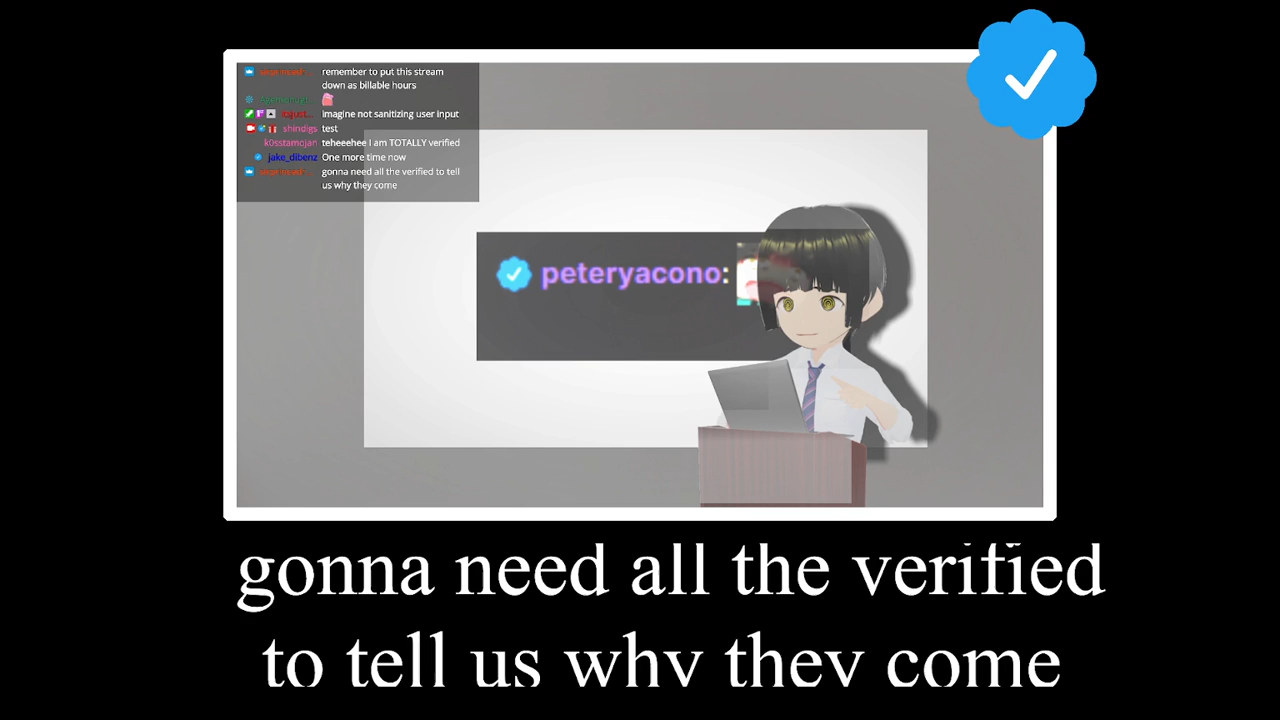 remember to put this stream
down as billable hours
imagine not sanitizing user input
shindigs test
k0sstamojan teheeehee I am TOTALLY verified
jake_dibenz One more time now
gonna need all the verified to tell
us why they come
peteryacono:
gonna need all the verified
to tell us why they come